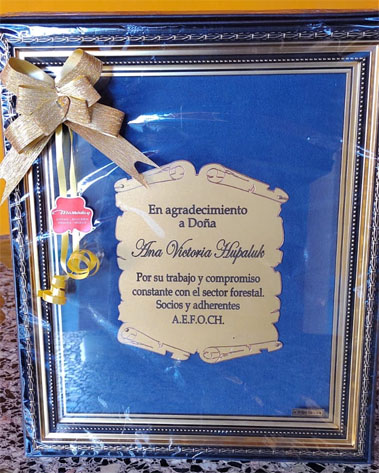 En agradecimiento
a Doña
Ana Victoria Hupaluk
Por su trabajo y compromiso
constante con el sector forestal.
Socios y adherentes
A.E.F.O.CH.